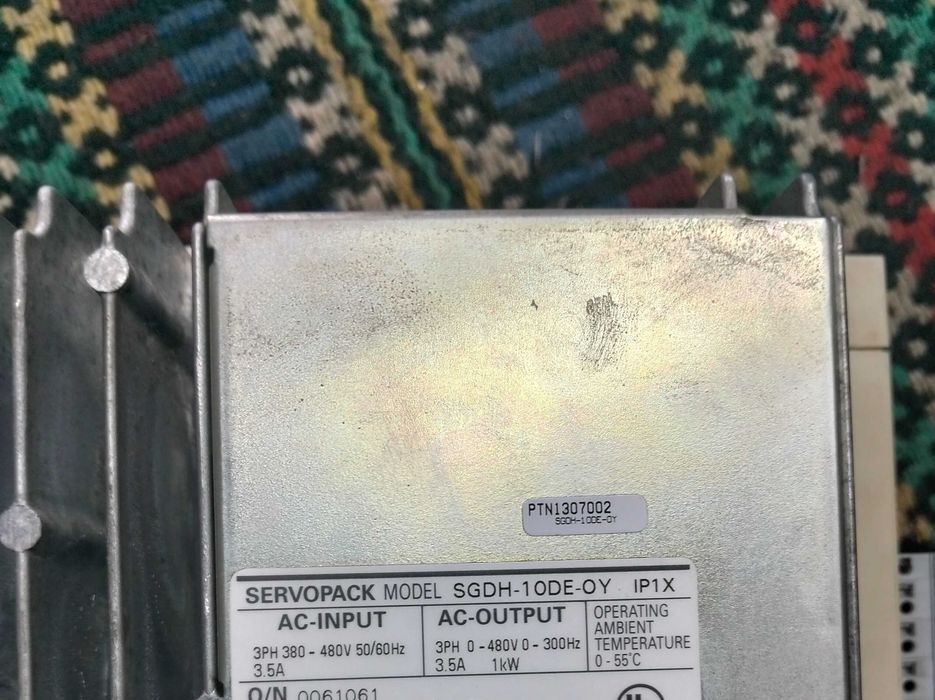 PTN1307002
SGDH-10DE-OY
SERVOPACK MODEL SGDH-10DE-OY IP1X
AC-INPUT
3PH 380 - 480V 50/60Hz
3.5A
AC-OUTPUT
3PH 0 - 480V 0 - 300Hz
3.5A 1kW
OPERATING
AMBIENT
TEMPERATURE
0 - 55°C
O/N 0061061